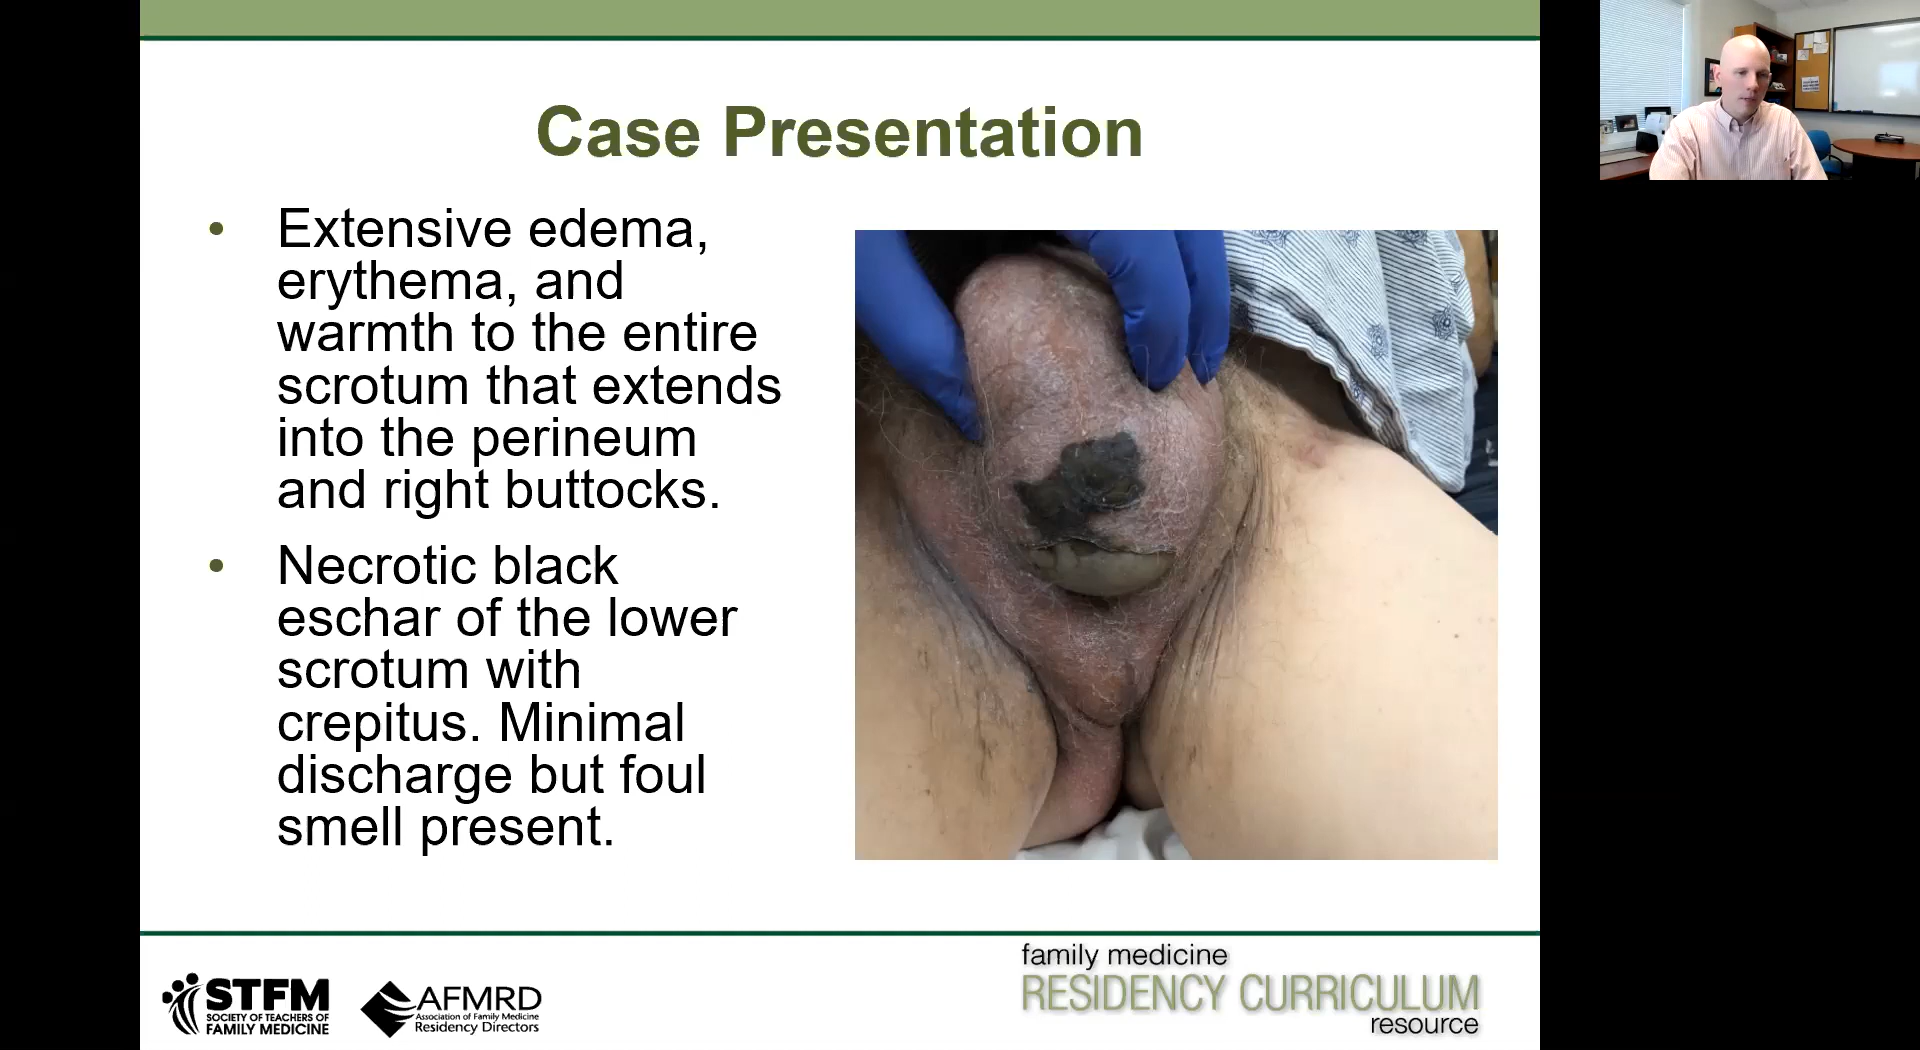 Case Presentation
• Extensive edema,
erythema, and
warmth to the entire
scrotum that extends
into the perineum
and right buttocks.
• Necrotic black
eschar of the lower
scrotum with
crepitus. Minimal
discharge but foul
smell present.
STFM
SOCIETY OF TEACHERS OF
FAMILY MEDICINE
AFMRD
Association of Family Medicine
Residency Directors
family medicine
RESIDENCY CURRICULUM
resource